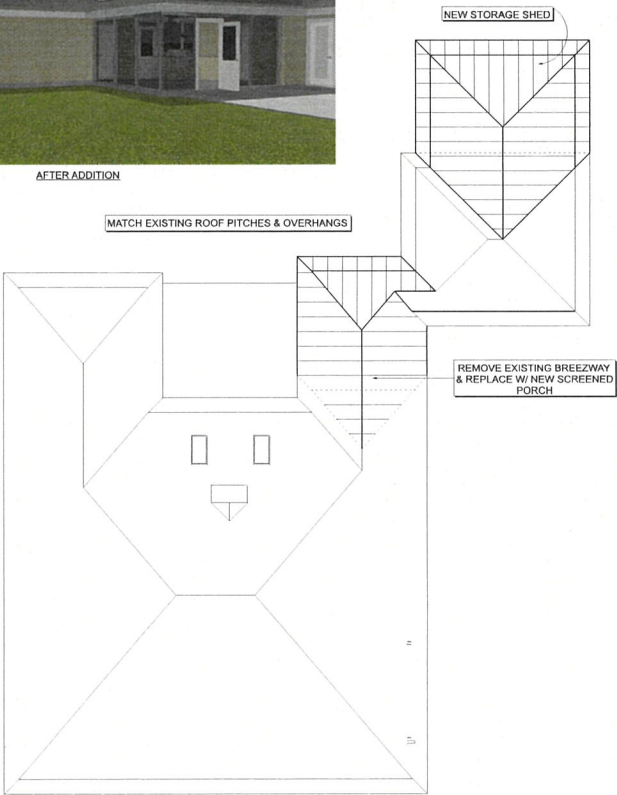 NEW STORAGE SHED
AFTER ADDITION
MATCH EXISTING ROOF PITCHES & OVERHANGS
REMOVE EXISTING BREEZWAY
& REPLACE W/ NEW SCREENED
PORCH